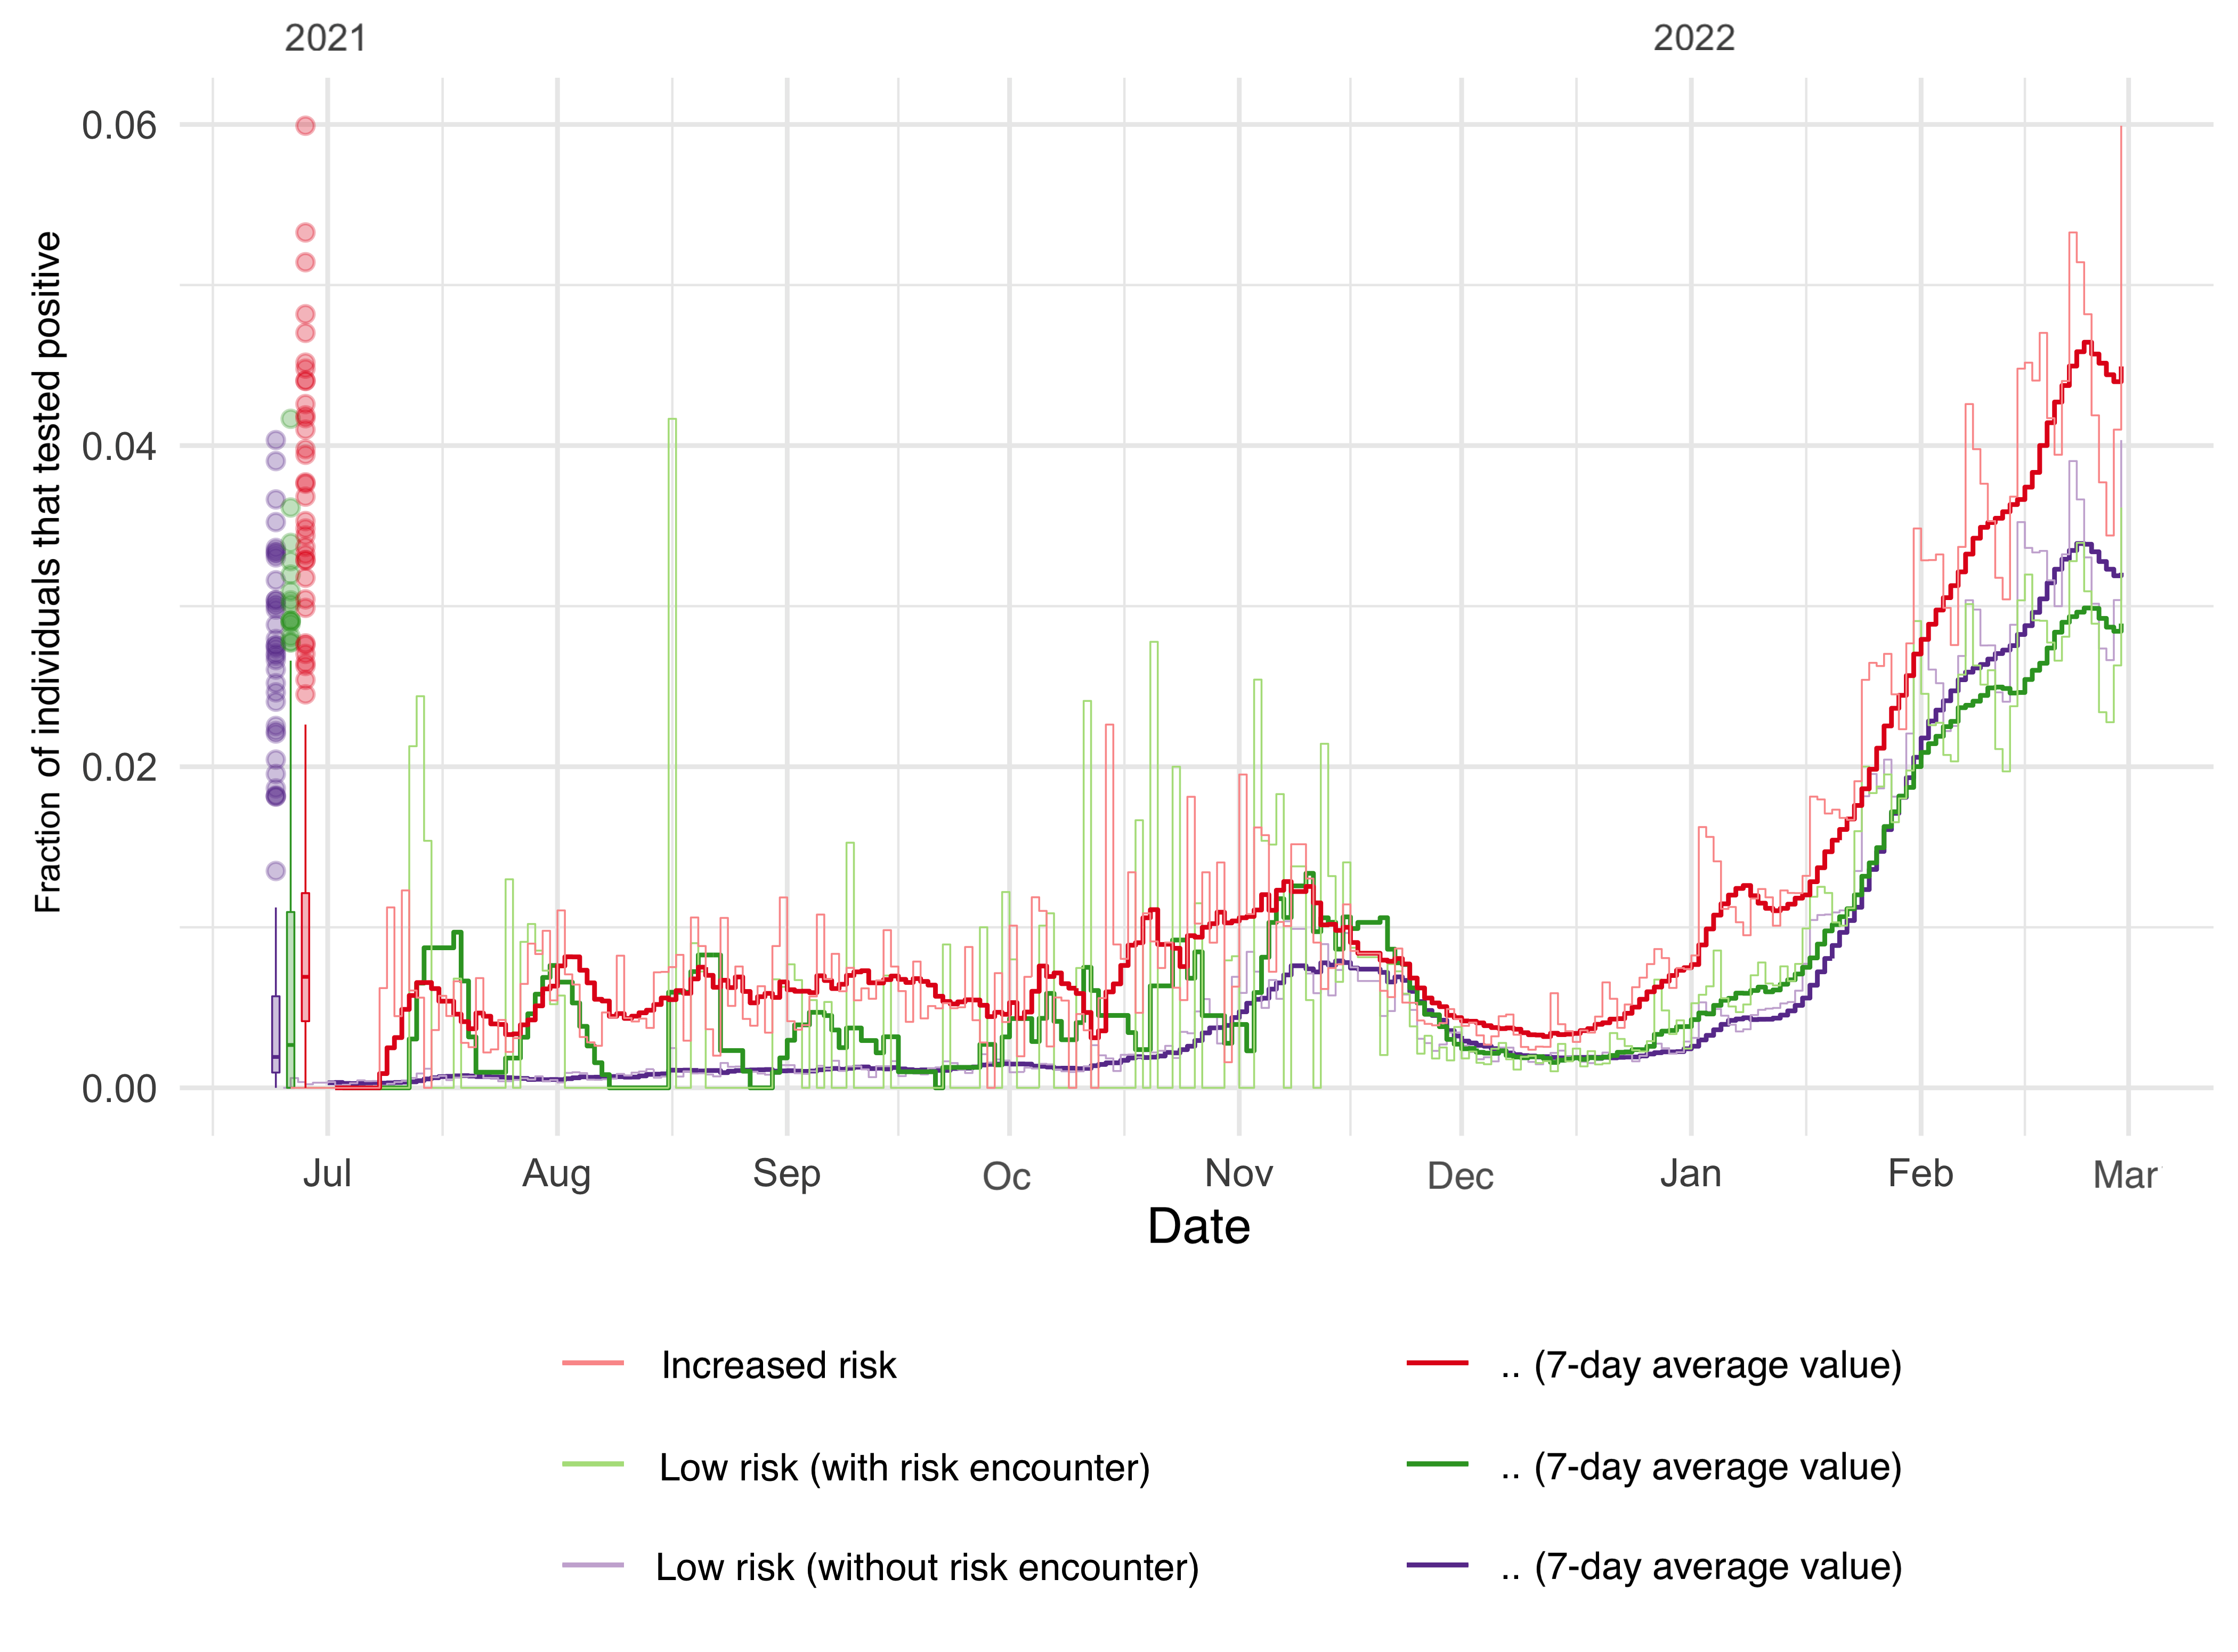 2021 2022
0.06
0.04
0.02
0.00
Fraction of individuals that tested positive
Jul Aug Sep Oc Nov Dec Jan Feb Mar
Date
Increased risk .. (7-day average value)
Low risk (with risk encounter) .. (7-day average value)
Low risk (without risk encounter) .. (7-day average value)